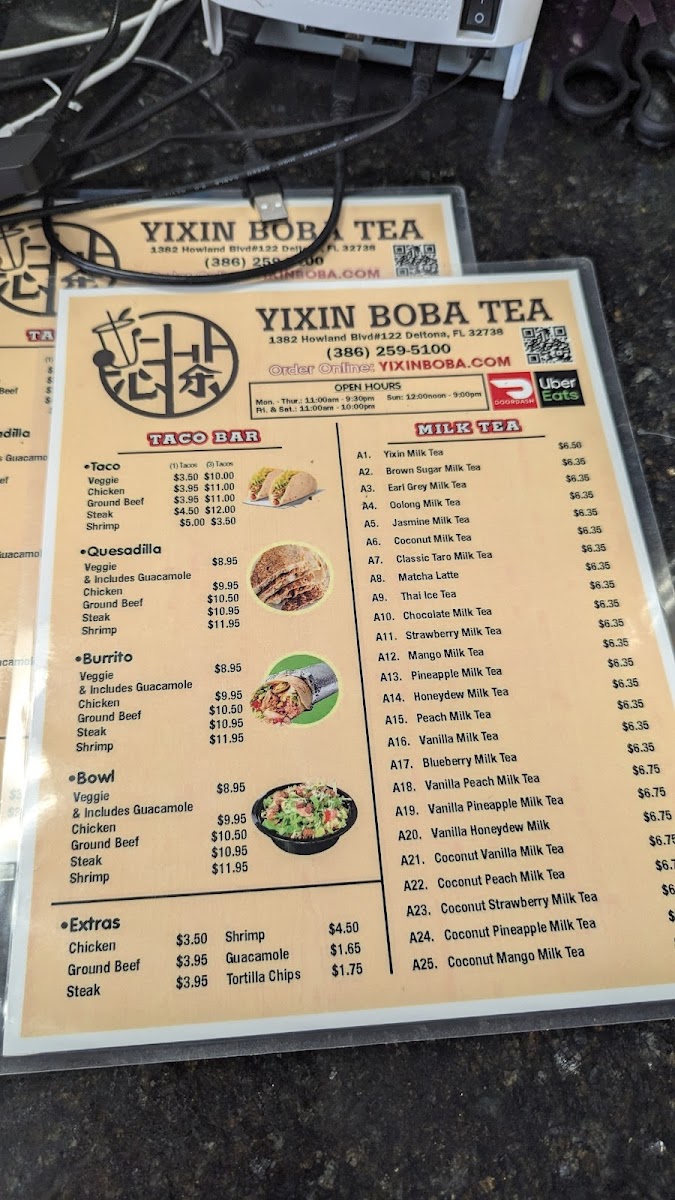 YIXIN BOBA TEA
1382 Howland Blvd#122 Deltona, FL 32738
(386) 259
YIXINBOBA.COM
YIXIN BOBA TEA
1382 Howland Blvd#122 Deltona, FL 32738
(386) 259-5100
Order Online: YIXINBOBA.COM
OPEN HOURS
Mon. - Thur.: 11:00am - 9:30pm Sun: 12:00noon - 9:00pm
Fri. & Sat.: 11:00am - 10:00pm
DOORDASH
Uber
Eats
沁茶
TACO BAR
•Taco (1) Tacos (3) Tacos
Veggie $3.50 $10.00
Chicken $3.95 $11.00
Ground Beef $3.95 $11.00
Steak $4.50 $12.00
Shrimp $5.00 $3.50
•Quesadilla
Veggie $8.95
& Includes Guacamole
Chicken $9.95
Ground Beef $10.50
Steak $10.95
Shrimp $11.95
•Burrito
Veggie $8.95
& Includes Guacamole
Chicken $9.95
Ground Beef $10.50
Steak $10.95
Shrimp $11.95
•Bowl
Veggie $8.95
& Includes Guacamole
Chicken $9.95
Ground Beef $10.50
Steak $10.95
Shrimp $11.95
•Extras
Chicken $3.50 Shrimp $4.50
Ground Beef $3.95 Guacamole $1.65
Steak $3.95 Tortilla Chips $1.75
MILK TEA
A1. Yixin Milk Tea $6.50
A2. Brown Sugar Milk Tea $6.35
A3. Earl Grey Milk Tea $6.35
A4. Oolong Milk Tea $6.35
A5. Jasmine Milk Tea $6.35
A6. Coconut Milk Tea $6.35
A7. Classic Taro Milk Tea $6.35
A8. Matcha Latte $6.35
A9. Thai Ice Tea $6.35
A10. Chocolate Milk Tea $6.35
A11. Strawberry Milk Tea $6.35
A12. Mango Milk Tea $6.35
A13. Pineapple Milk Tea $6.35
A14. Honeydew Milk Tea $6.35
A15. Peach Milk Tea $6.35
A16. Vanilla Milk Tea $6.35
A17. Blueberry Milk Tea $6.35
A18. Vanilla Peach Milk Tea $6.75
A19. Vanilla Pineapple Milk Tea $6.75
A20. Vanilla Honeydew Milk $6.75
A21. Coconut Vanilla Milk Tea $6.75
A22. Coconut Peach Milk Tea $6.7
A23. Coconut Strawberry Milk Tea $6
A24. Coconut Pineapple Milk Tea $
A25. Coconut Mango Milk Tea $